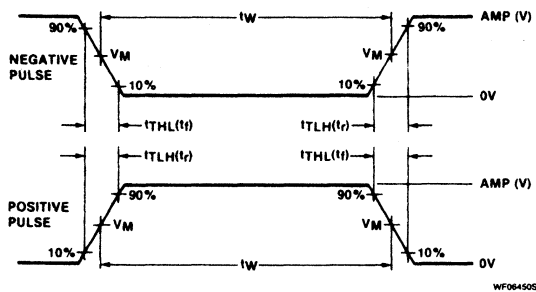 tW
90%
90%
AMP (V)
NEGATIVE
PULSE
VM
VM
10%
10%
0V
tTHL(tf)
tTLH(tr)
tTLH(tr)
tTHL(tf)
AMP (V)
90%
90%
POSITIVE
PULSE
VM
VM
10%
10%
tW
0V
WF06450S